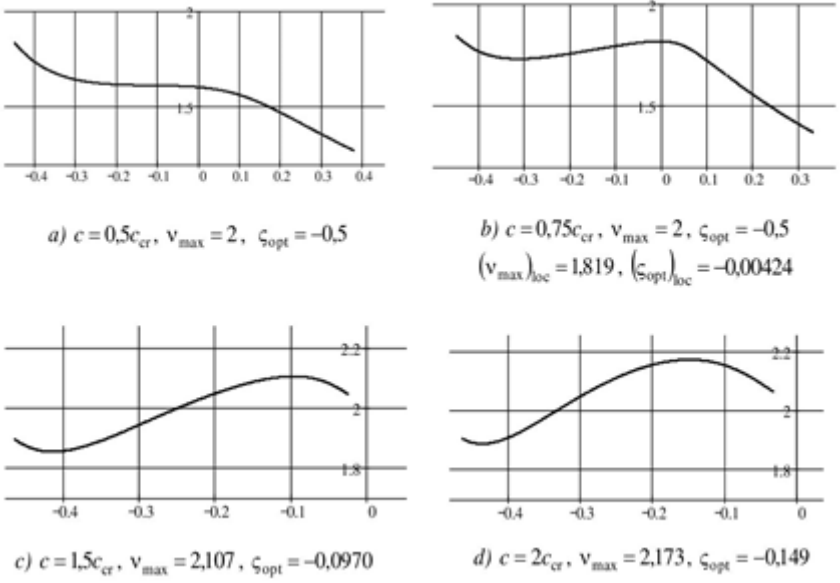 2
1.5
-0.4 -0.3 -0.2 -0.1 0 0.1 0.2 0.3 0.4
a) c = 0,5c_cr, ν_max = 2, ς_opt = −0,5
2
1.5
-0.4 -0.3 -0.2 -0.1 0 0.1 0.2 0.3
b) c = 0,75c_cr, ν_max = 2, ς_opt = −0,5
(ν_max)_loc = 1,819, (ς_opt)_loc = −0,00424
2.2
2
1.8
-0.4 -0.3 -0.2 -0.1 0
c) c = 1,5c_cr, ν_max = 2,107, ς_opt = −0,0970
2.2
2
1.8
-0.4 -0.3 -0.2 -0.1 0
d) c = 2c_cr, ν_max = 2,173, ς_opt = −0,149